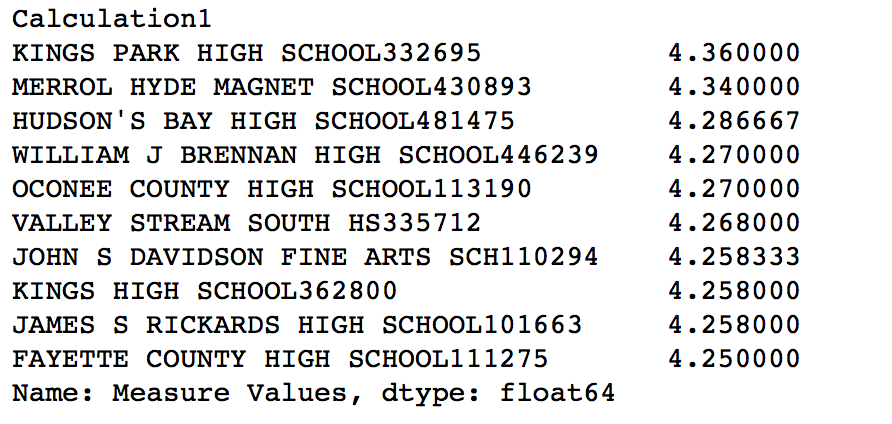 Calculation1
KINGS PARK HIGH SCHOOL332695 4.360000
MERROL HYDE MAGNET SCHOOL430893 4.340000
HUDSON'S BAY HIGH SCHOOL481475 4.286667
WILLIAM J BRENNAN HIGH SCHOOL446239 4.270000
OCONEE COUNTY HIGH SCHOOL113190 4.270000
VALLEY STREAM SOUTH HS335712 4.268000
JOHN S DAVIDSON FINE ARTS SCH110294 4.258333
KINGS HIGH SCHOOL362800 4.258000
JAMES S RICKARDS HIGH SCHOOL101663 4.258000
FAYETTE COUNTY HIGH SCHOOL111275 4.250000
Name: Measure Values, dtype: float64